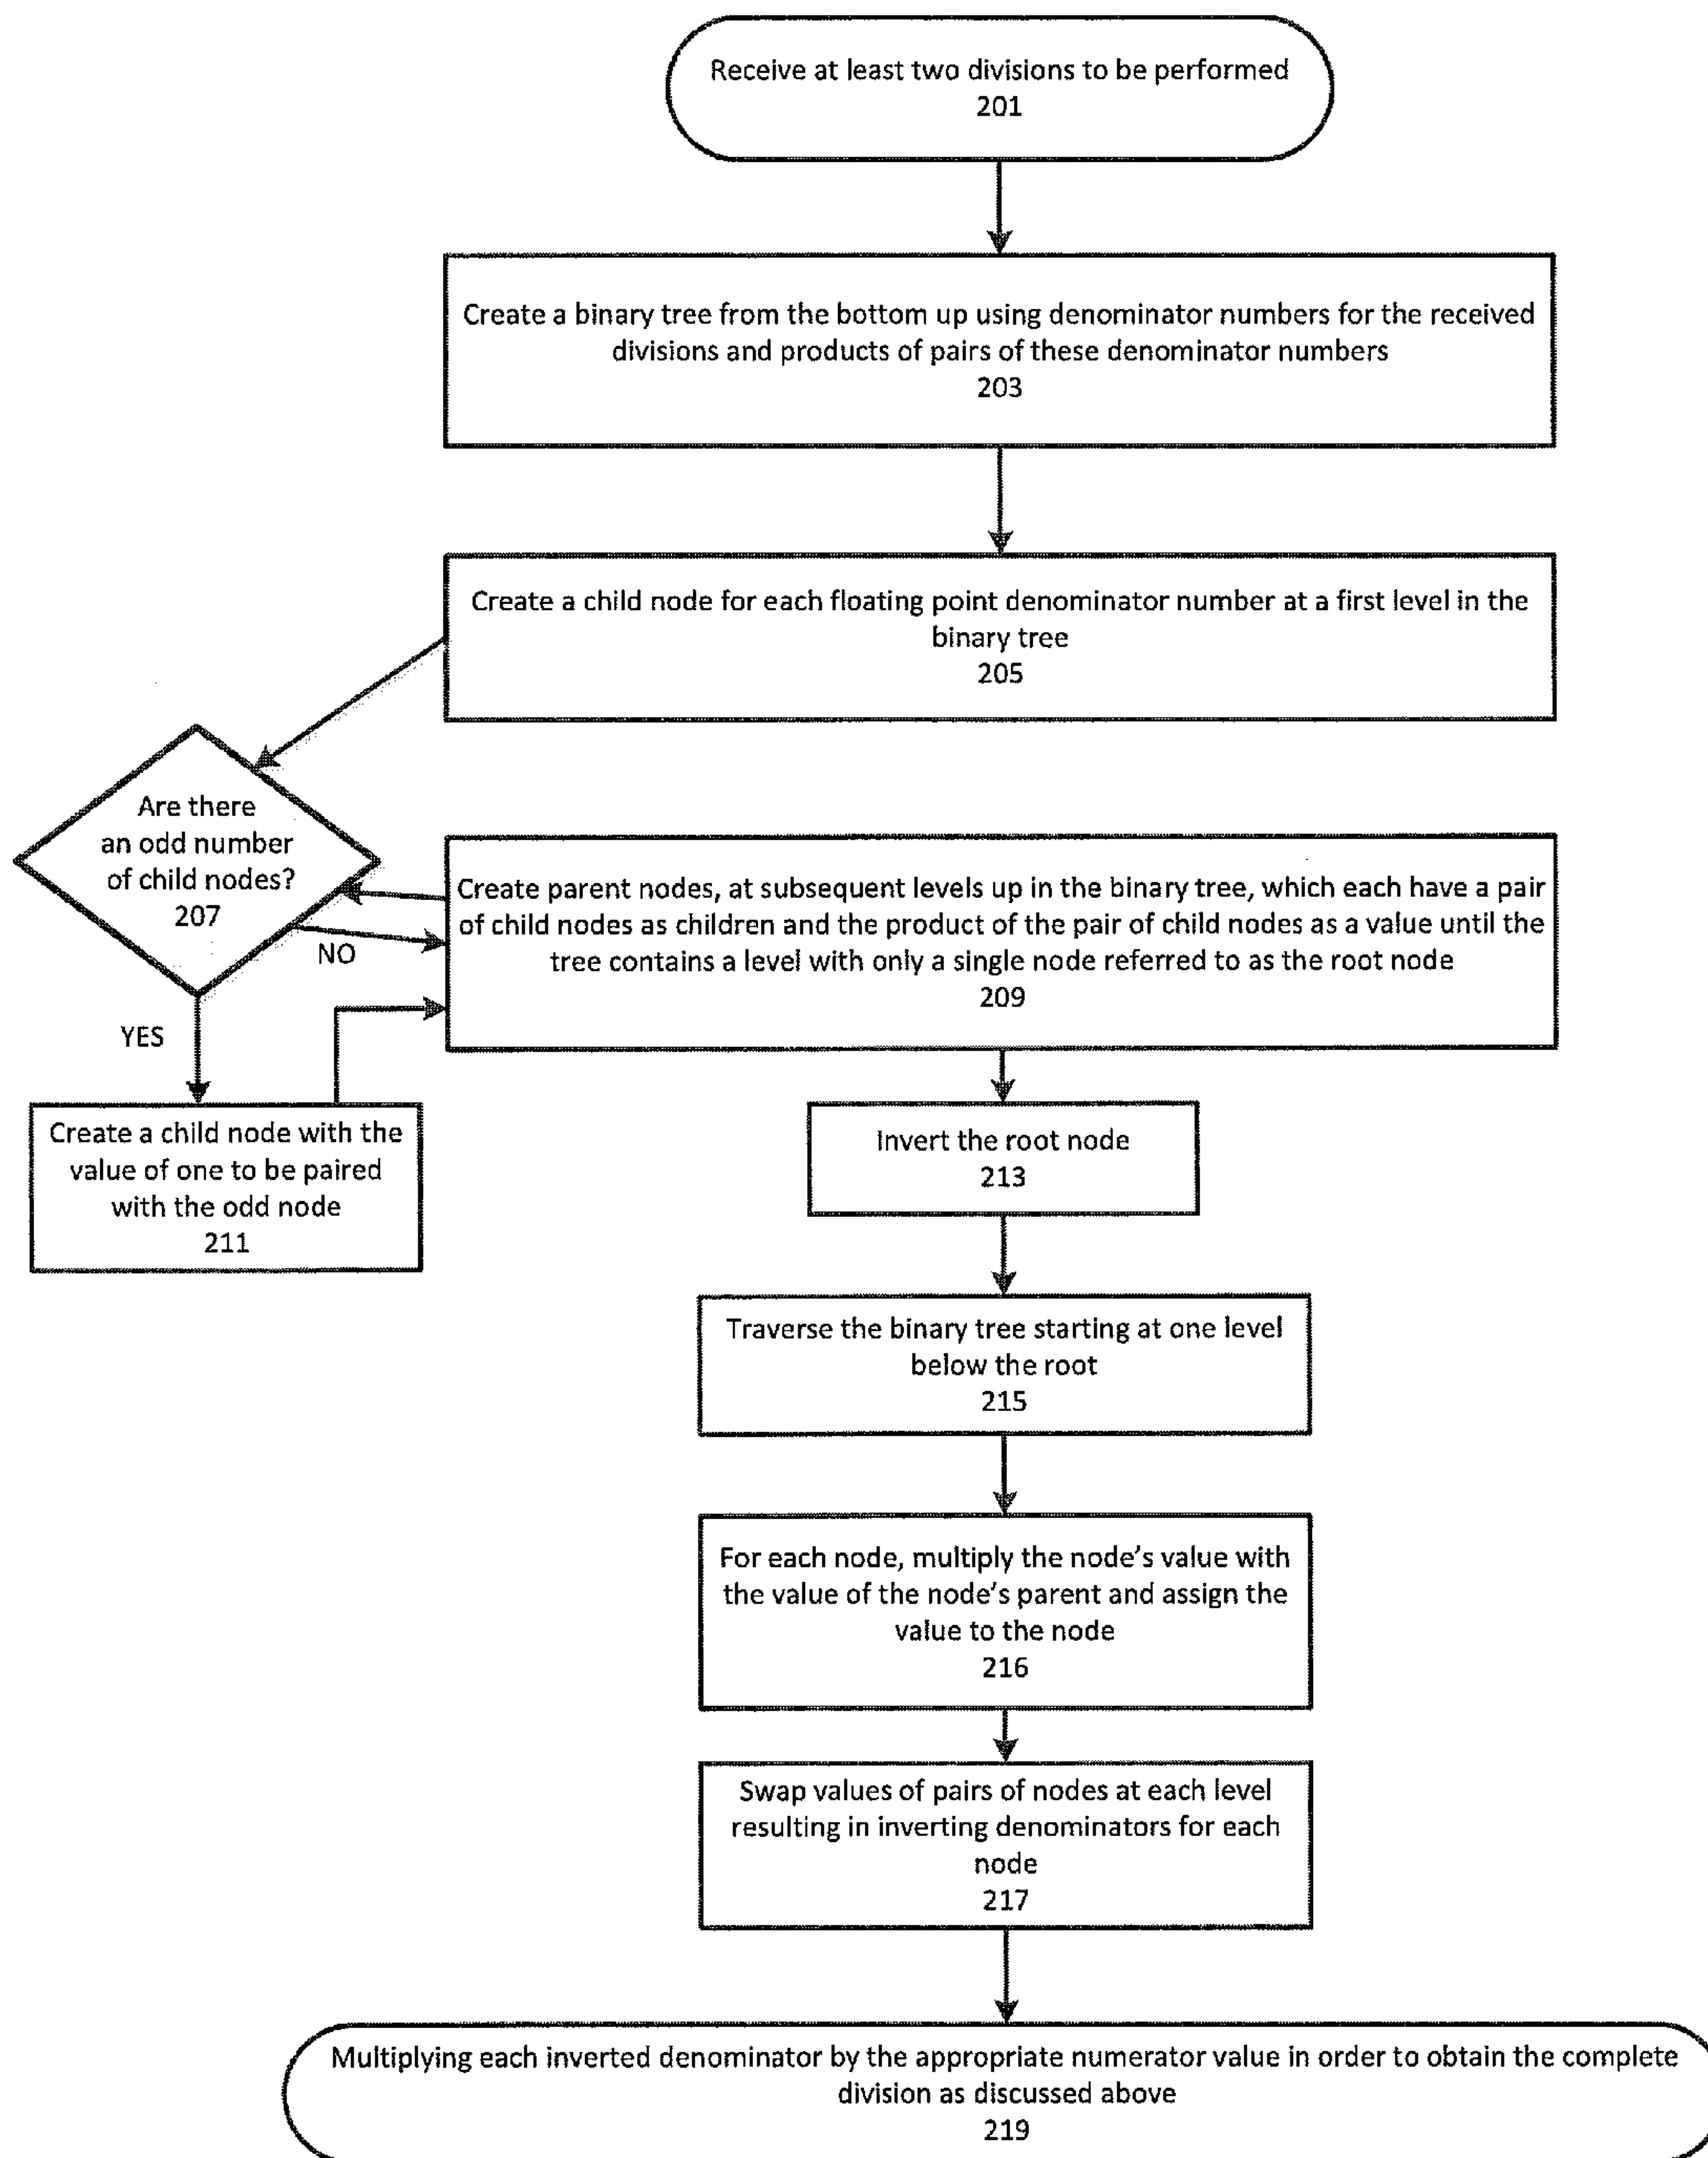 Receive at least two divisions to be performed
201
Create a binary tree from the bottom up using denominator numbers for the received
divisions and products of pairs of these denominator numbers
203
Create a child node for each floating point denominator number at a first level in the
binary tree
205
Are there
an odd number
of child nodes?
207
NO
YES
Create parent nodes, at subsequent levels up in the binary tree, which each have a pair
of child nodes as children and the product of the pair of child nodes as a value until the
tree contains a level with only a single node referred to as the root node
209
Create a child node with the
value of one to be paired
with the odd node
211
Invert the root node
213
Traverse the binary tree starting at one level
below the root
215
For each node, multiply the node's value with
the value of the node's parent and assign the
value to the node
216
Swap values of pairs of nodes at each level
resulting in inverting denominators for each
node
217
Multiplying each inverted denominator by the appropriate numerator value in order to obtain the complete
division as discussed above
219